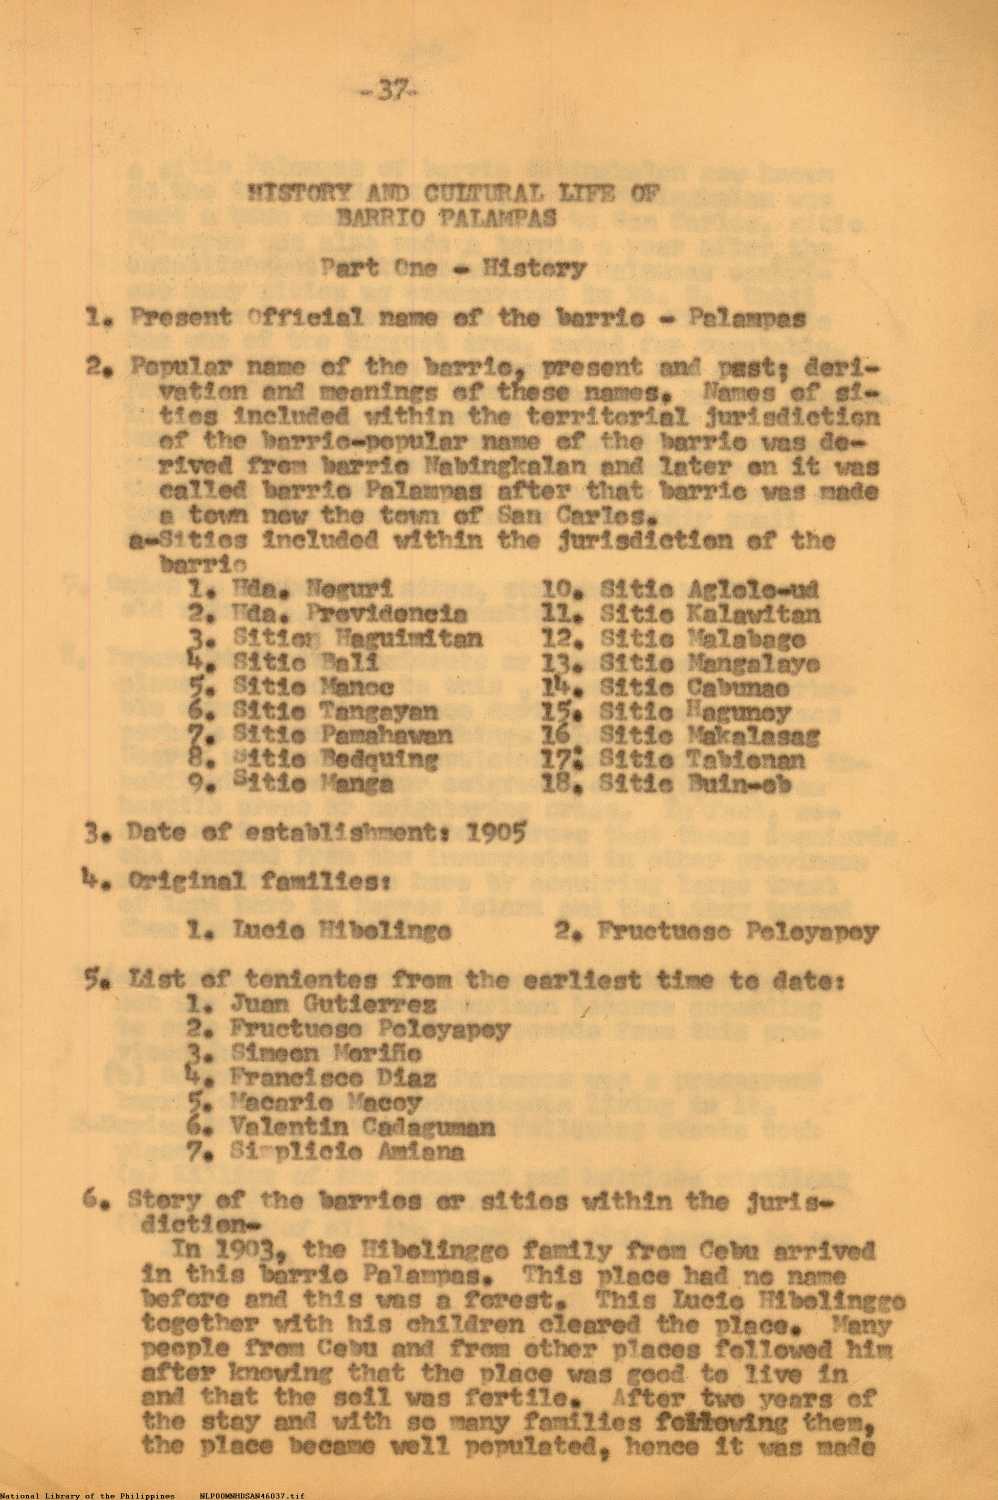 -37-
HISTORY AND CULTURAL LIFE OF
BARRIO PALAMPAS
Part One - History
1. Present Official name of the barrio - Palampas
2. Popular name of the barrio, present and past; deri-
vation and meanings of these names. Names of si-
tios included within the territorial jurisdiction
of the barrio-popular name of the barrio was de-
rived from barrio Nabingkalan and later on it was
called barrio Palampas after that barrio was made
a town now the town of San Carlos.
a-Sitios included within the jurisdiction of the
barrio
1. Hda. Neguri 10. Sitio Aglolo-ud
2. Hda. Providencia 11. Sitio Kalawitan
3. Sitio Haguimitan 12. Sitio Malabago
4. Sitio Bali 13. Sitio Mangalayo
5. Sitio Manoc 14. Sitio Cabunao
6. Sitio Tangayan 15. Sitio Hagunoy
7. Sitio Pamahawan 16 Sitio Makalasag
8. Sitio Bedquing 17. Sitio Tabionan
9. Sitio Manga 18. Sitio Buin-ob
3. Date of establishment: 1905
4. Original families:
1. Lucio Hibolingo 2. Fructuoso Poloyapoy
5. List of tenientes from the earliest time to date:
1. Juan Gutierrez
2. Fructuoso Poloyapoy
3. Simeon Moriño
4. Francisco Diaz
5. Macario Macoy
6. Valentin Cadaguman
7. Simplicio Amiana
6. Story of the barrios or sitios within the juris-
diction-
In 1903, the Hibolinggo family from Cebu arrived
in this barrio Palampas. This place had no name
before and this was a forest. This Lucio Hibolinggo
together with his children cleared the place. Many
people from Cebu and from other places followed him
after knowing that the place was good to live in
and that the soil was fertile. After two years of
the stay and with so many families following them,
the place became well populated, hence it was made
National Library of the Philippines NLPOOMNHDSAN46037.tif